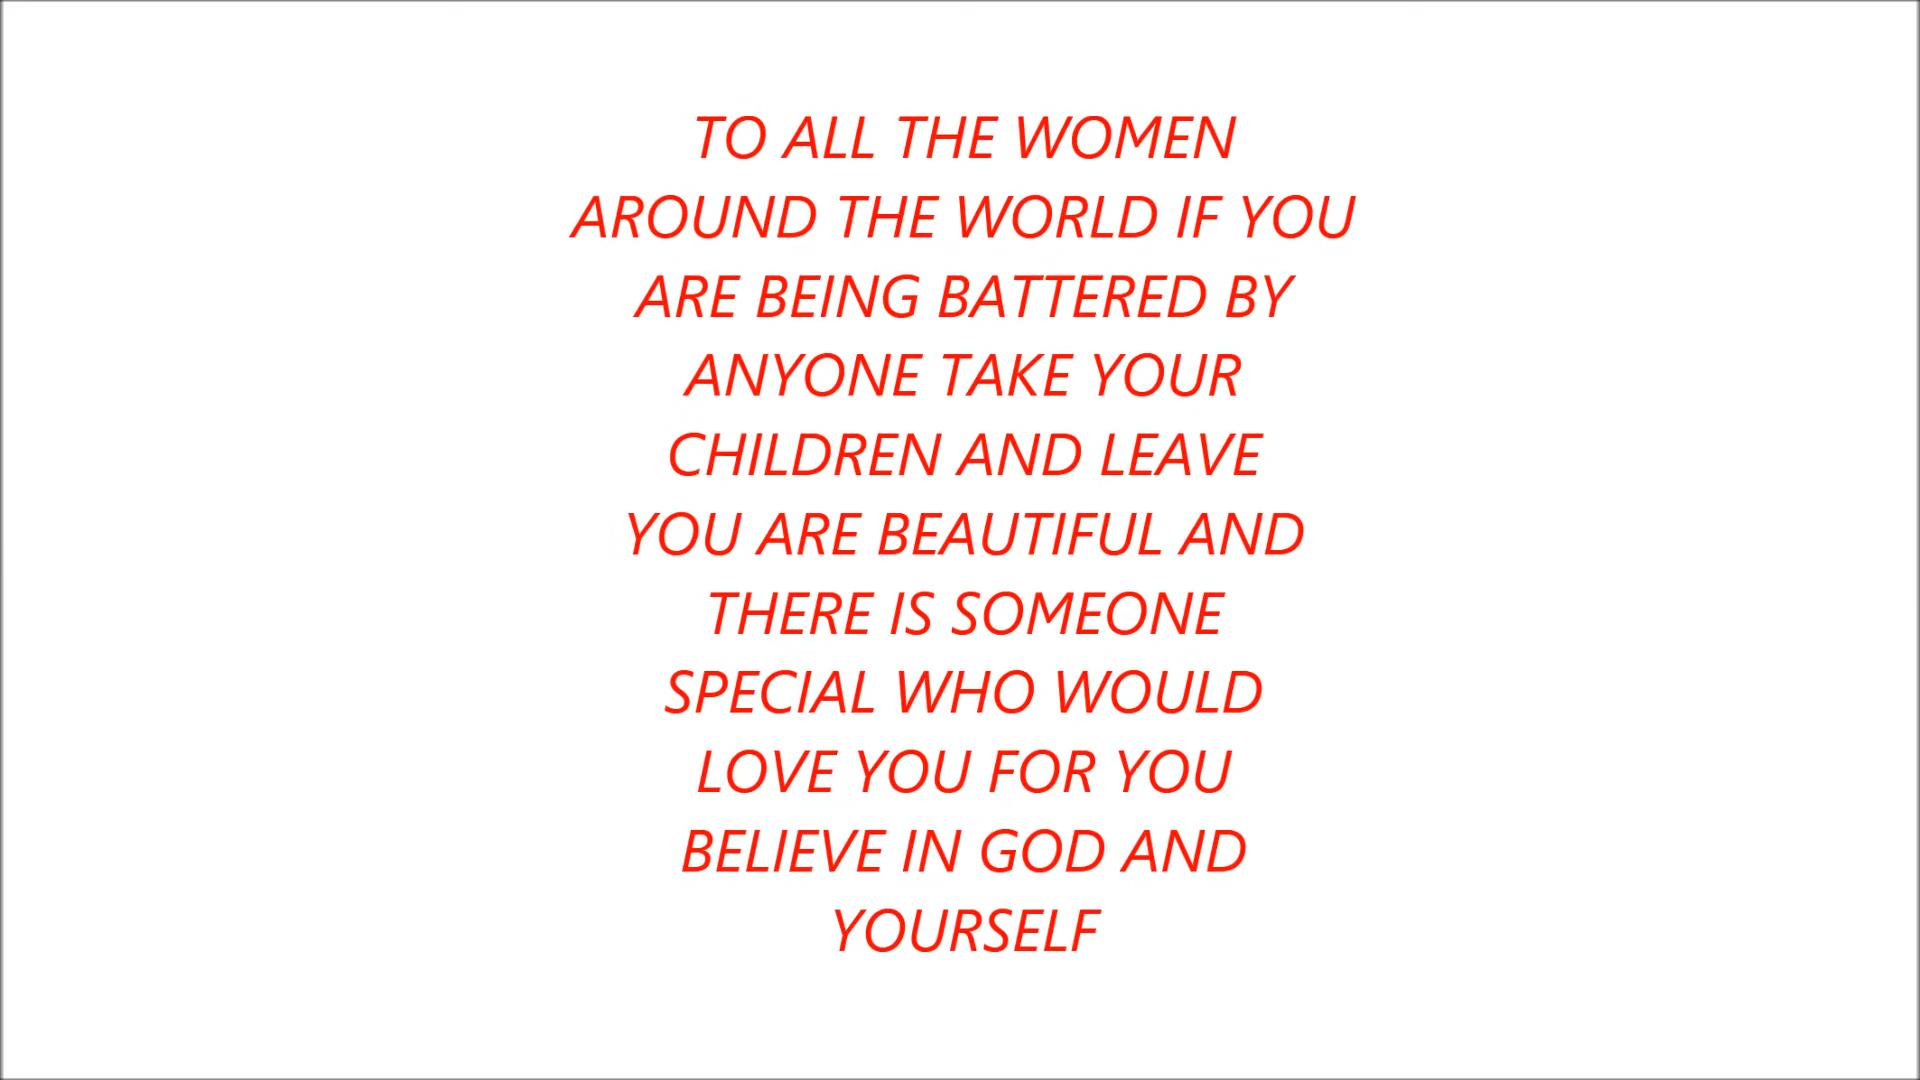 TO ALL THE WOMEN
AROUND THE WORLD IF YOU
ARE BEING BATTERED BY
ANYONE TAKE YOUR
CHILDREN AND LEAVE
YOU ARE BEAUTIFUL AND
THERE IS SOMEONE
SPECIAL WHO WOULD
LOVE YOU FOR YOU
BELIEVE IN GOD AND
YOURSELF